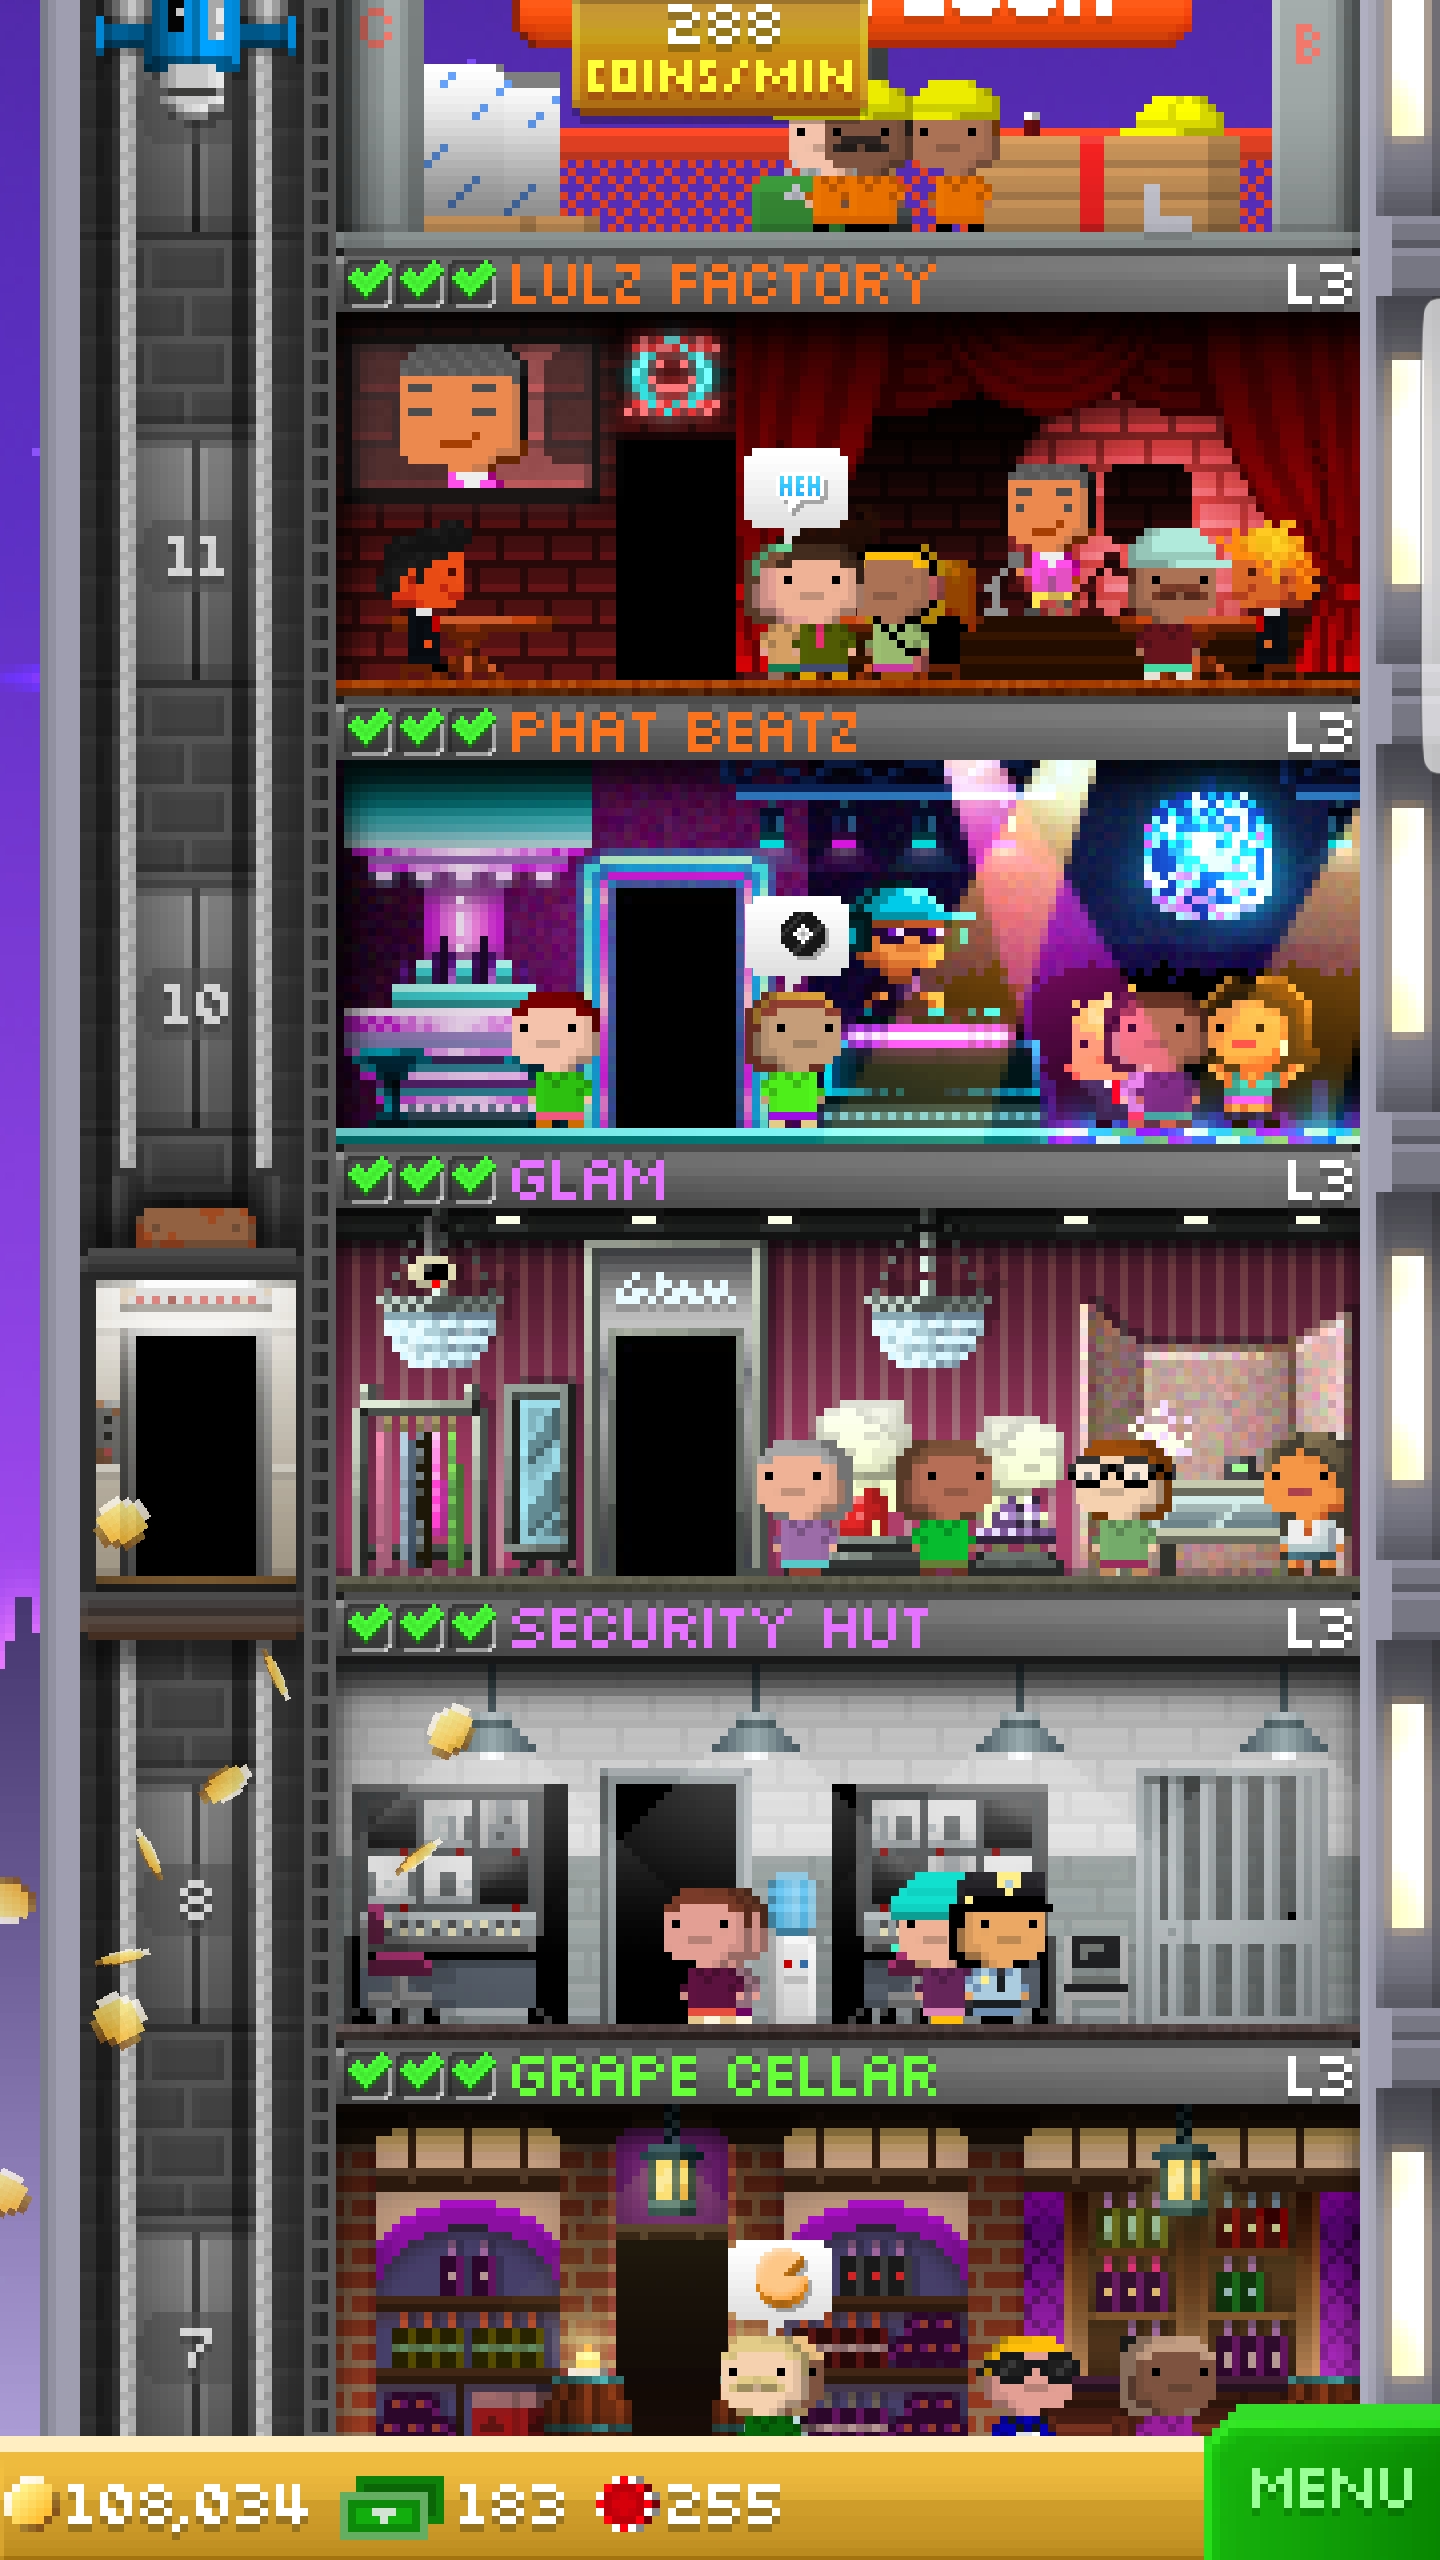 C
288
B
COINS/MIN
LULZ FACTORY
L3
HEH
11
PHAT BEATZ
L3
10
GLAM
L3
Glam
SECURITY HUT
L3
8
GRAPE CELLAR
L3
7
108,034
183
255
MENU